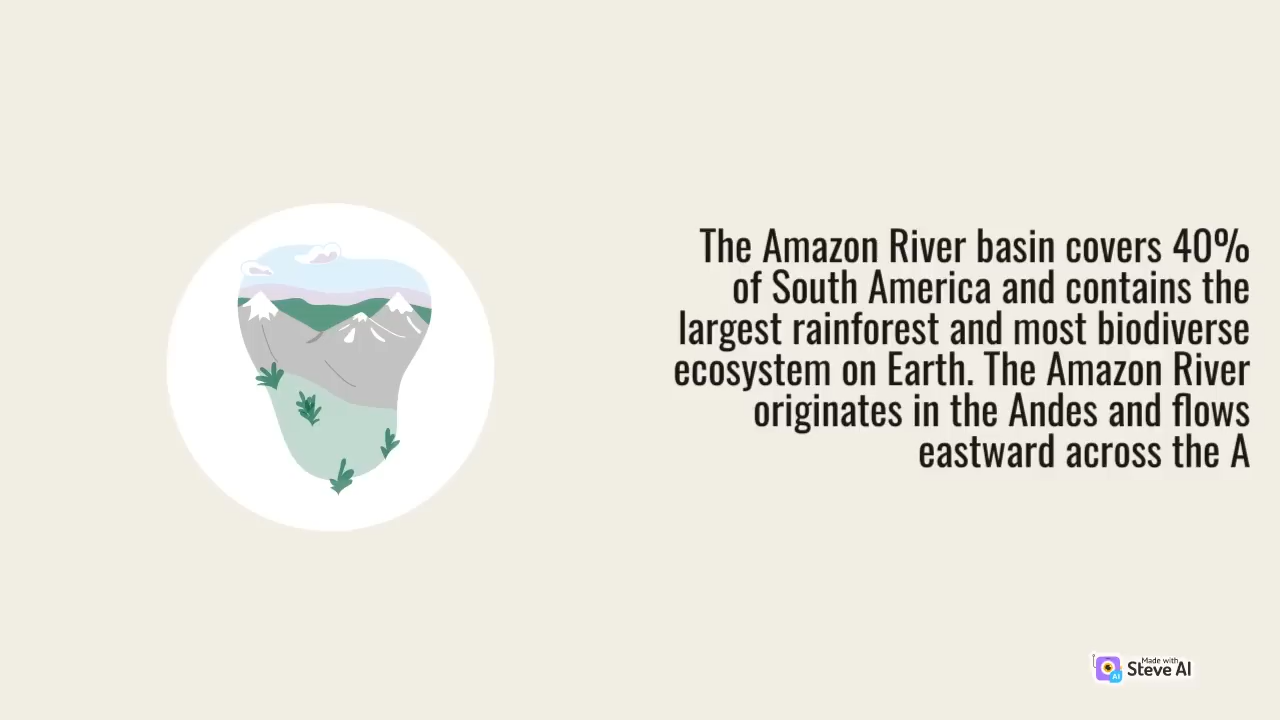 The Amazon River basin covers 40%
of South America and contains the
largest rainforest and most biodiverse
ecosystem on Earth. The Amazon River
originates in the Andes and flows
eastward across the A
Made with
Steve AI
AI